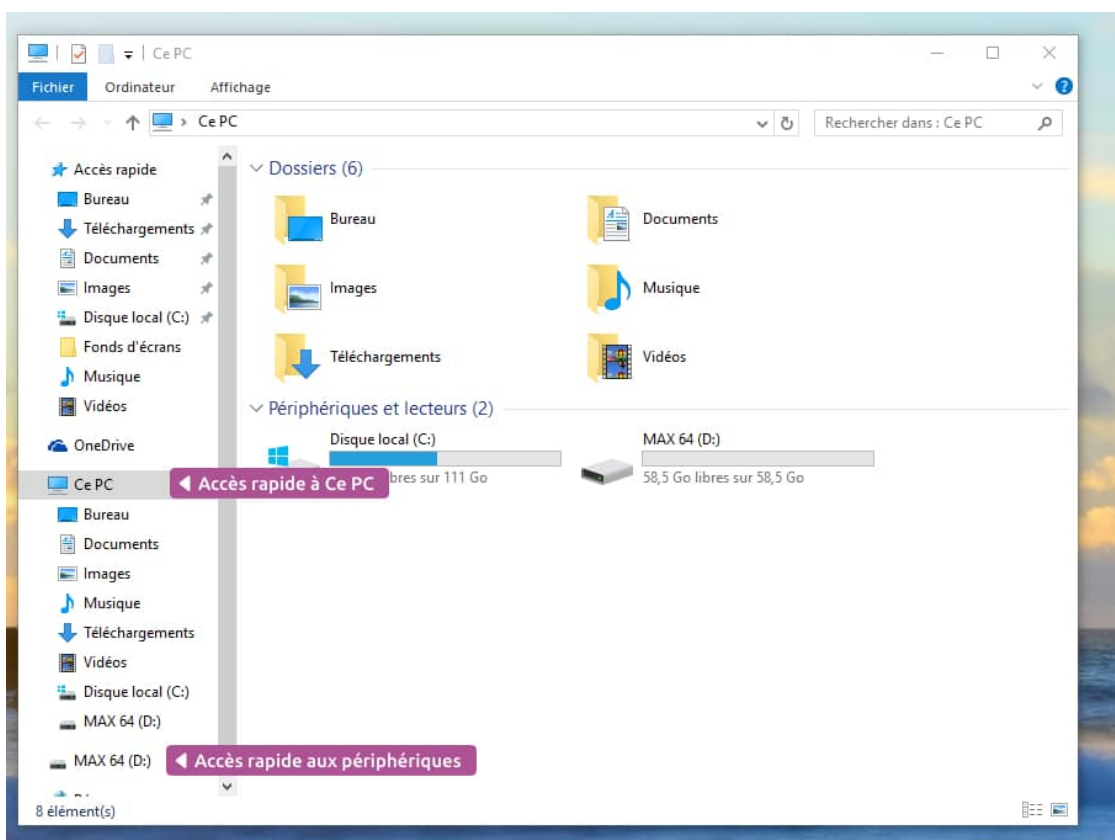 Ce PC
Fichier Ordinateur Affichage
Ce PC
Rechercher dans : Ce PC
Accès rapide
Bureau
Téléchargements
Documents
Images
Disque local (C:)
Fonds d'écrans
Musique
Vidéos
OneDrive
Ce PC
Accès rapide à Ce PC
Bureau
Documents
Images
Musique
Téléchargements
Vidéos
Disque local (C:)
MAX 64 (D:)
MAX 64 (D:)
Accès rapide aux périphériques
Dossiers (6)
Bureau
Documents
Images
Musique
Téléchargements
Vidéos
Périphériques et lecteurs (2)
Disque local (C:)
sur 111 Go
MAX 64 (D:)
58,5 Go libres sur 58,5 Go
8 élément(s)